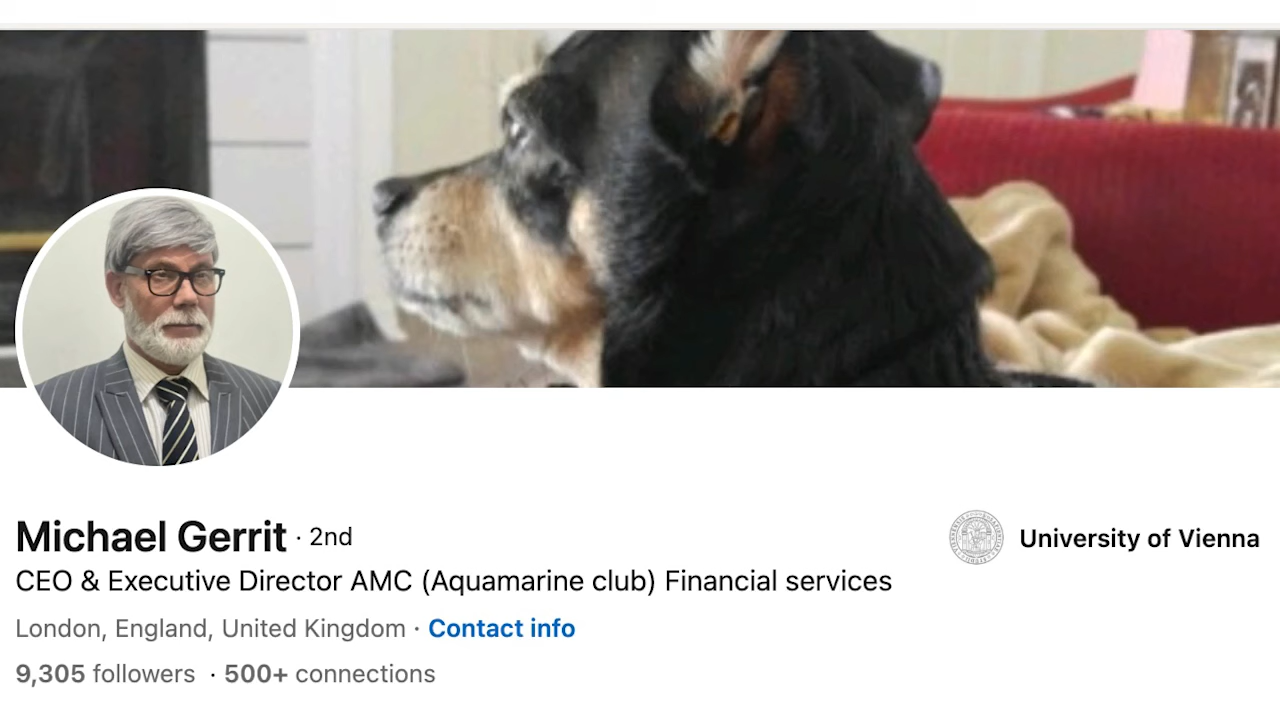 Michael Gerrit · 2nd
University of Vienna
CEO & Executive Director AMC (Aquamarine club) Financial services
London, England, United Kingdom · Contact info
9,305 followers · 500+ connections